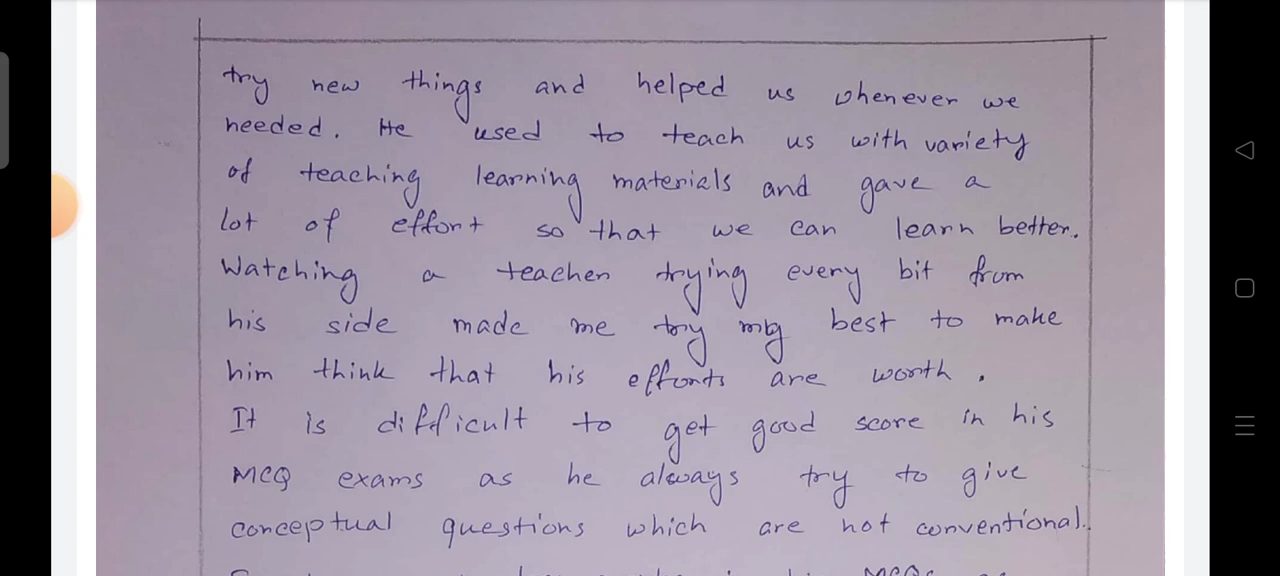 try new things and helped us whenever we
needed. He used to teach us with variety
of teaching learning materials and gave a
lot of effort so that we can learn better.
Watching a teacher trying every bit from
his side made me try my best to make
him think that his efforts are worth.
It is difficult to get good score in his
MCQ exams as he always try to give
conceptual questions which are not conventional.